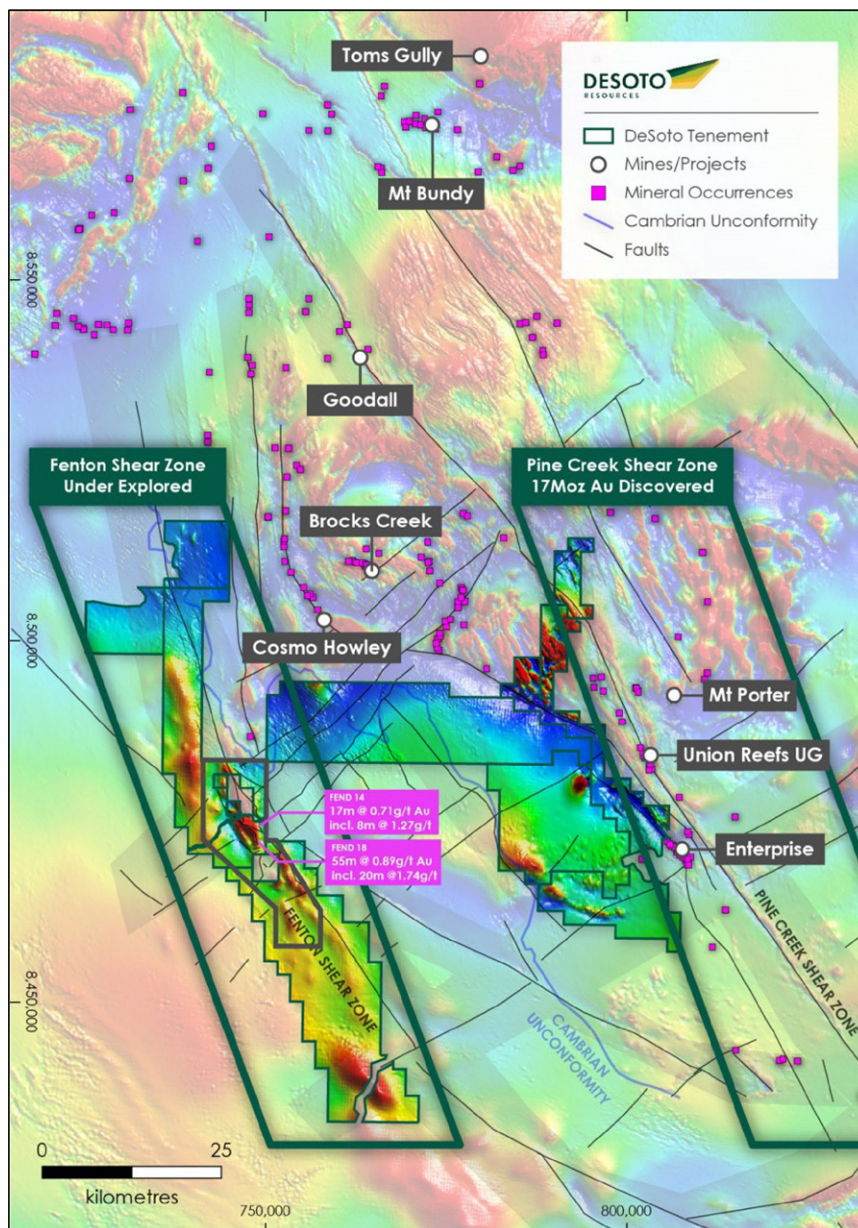 Toms Gully
DESOTO
RESOURCES
DeSoto Tenement
Mines/Projects
Mineral Occurrences
Cambrian Unconformity
Faults
Mt Bundy
8,550,000
Goodall
Fenton Shear Zone
Under Explored
Pine Creek Shear Zone
17Moz Au Discovered
Brocks Creek
8,500,000
Cosmo Howley
Mt Porter
Union Reefs UG
FEND 14
17m @ 0.71g/t Au
incl. 8m @ 1.27g/t
FEND 18
55m @ 0.89g/t Au
incl. 20m @1.74g/t
Enterprise
FENTON SHEAR ZONE
PINE CREEK SHEAR ZONE
8,450,000
CAMBRIAN
UNCONFORMITY
0 25
kilometres
750,000
800,000